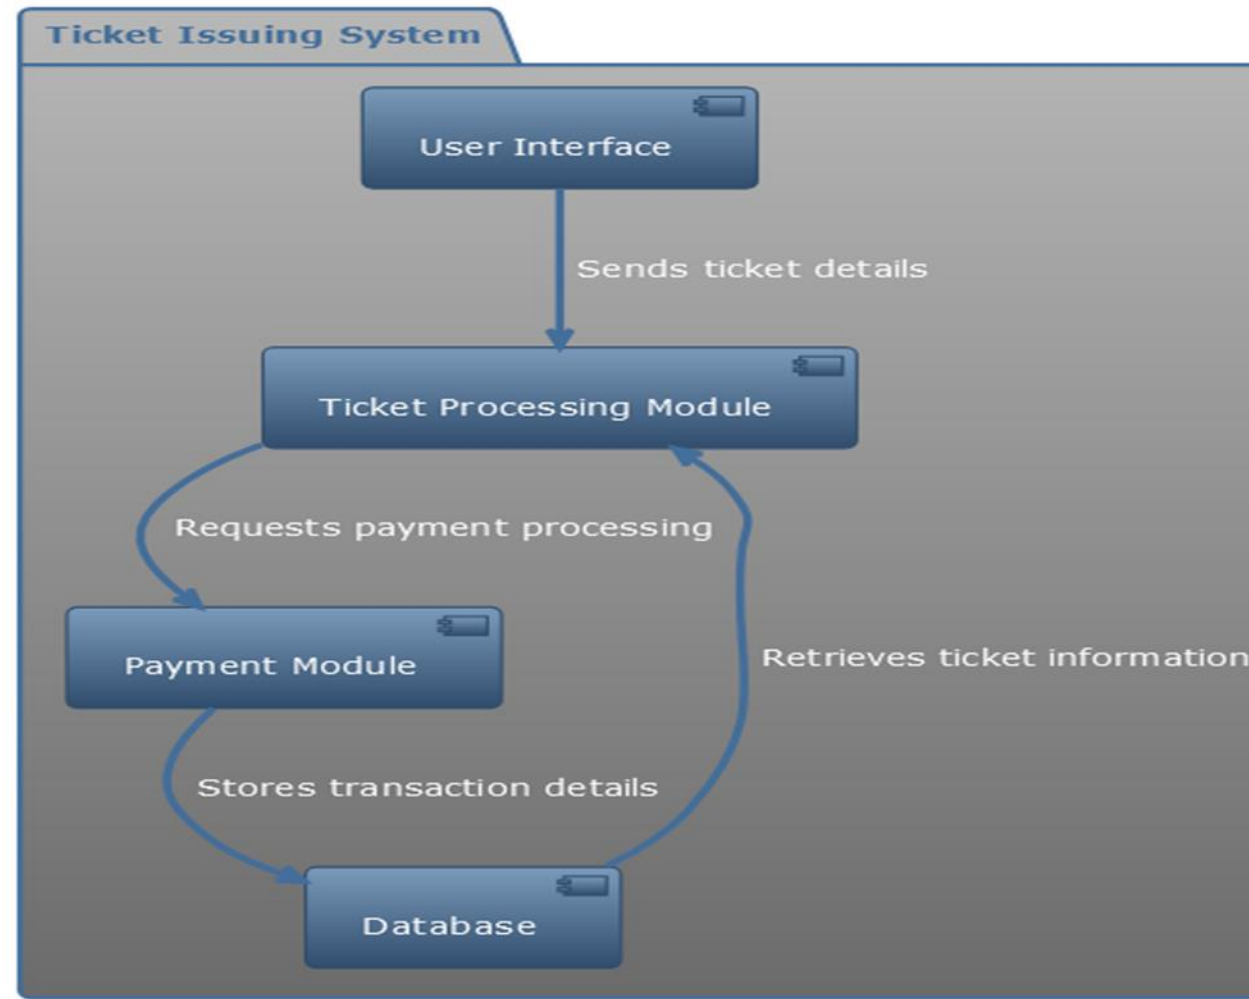 Ticket Issuing System
User Interface
Sends ticket details
Ticket Processing Module
Requests payment processing
Payment Module
Retrieves ticket information
Stores transaction details
Database